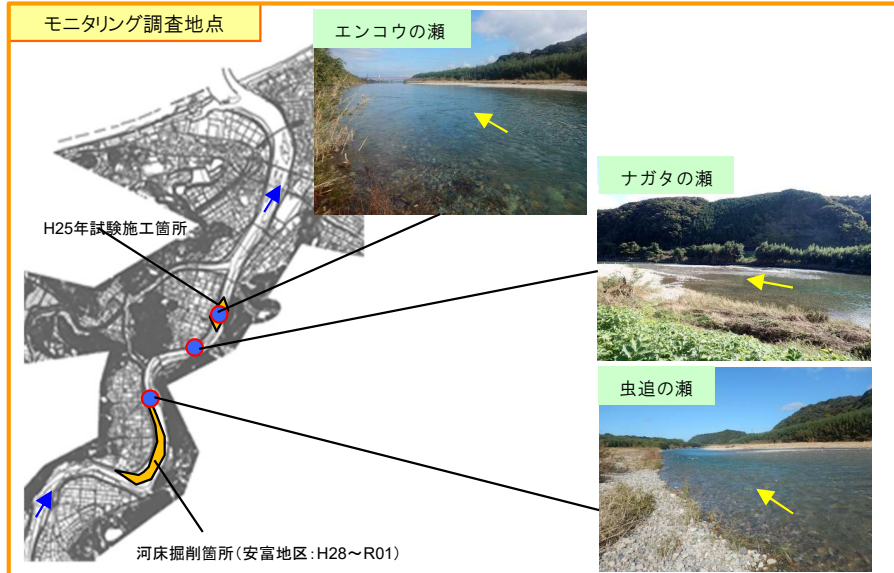 モニタリング調査地点
エンコウの瀬
ナガタの瀬
H25年試験施工箇所
虫追の瀬
河床掘削箇所(安富地区:H28~R01)